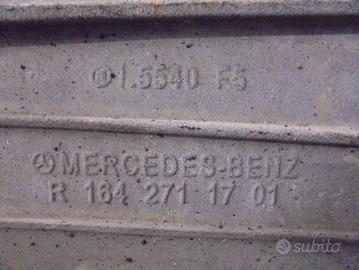 1.5540 F5
MERCEDES-BENZ
R 164 271 17 01
subito